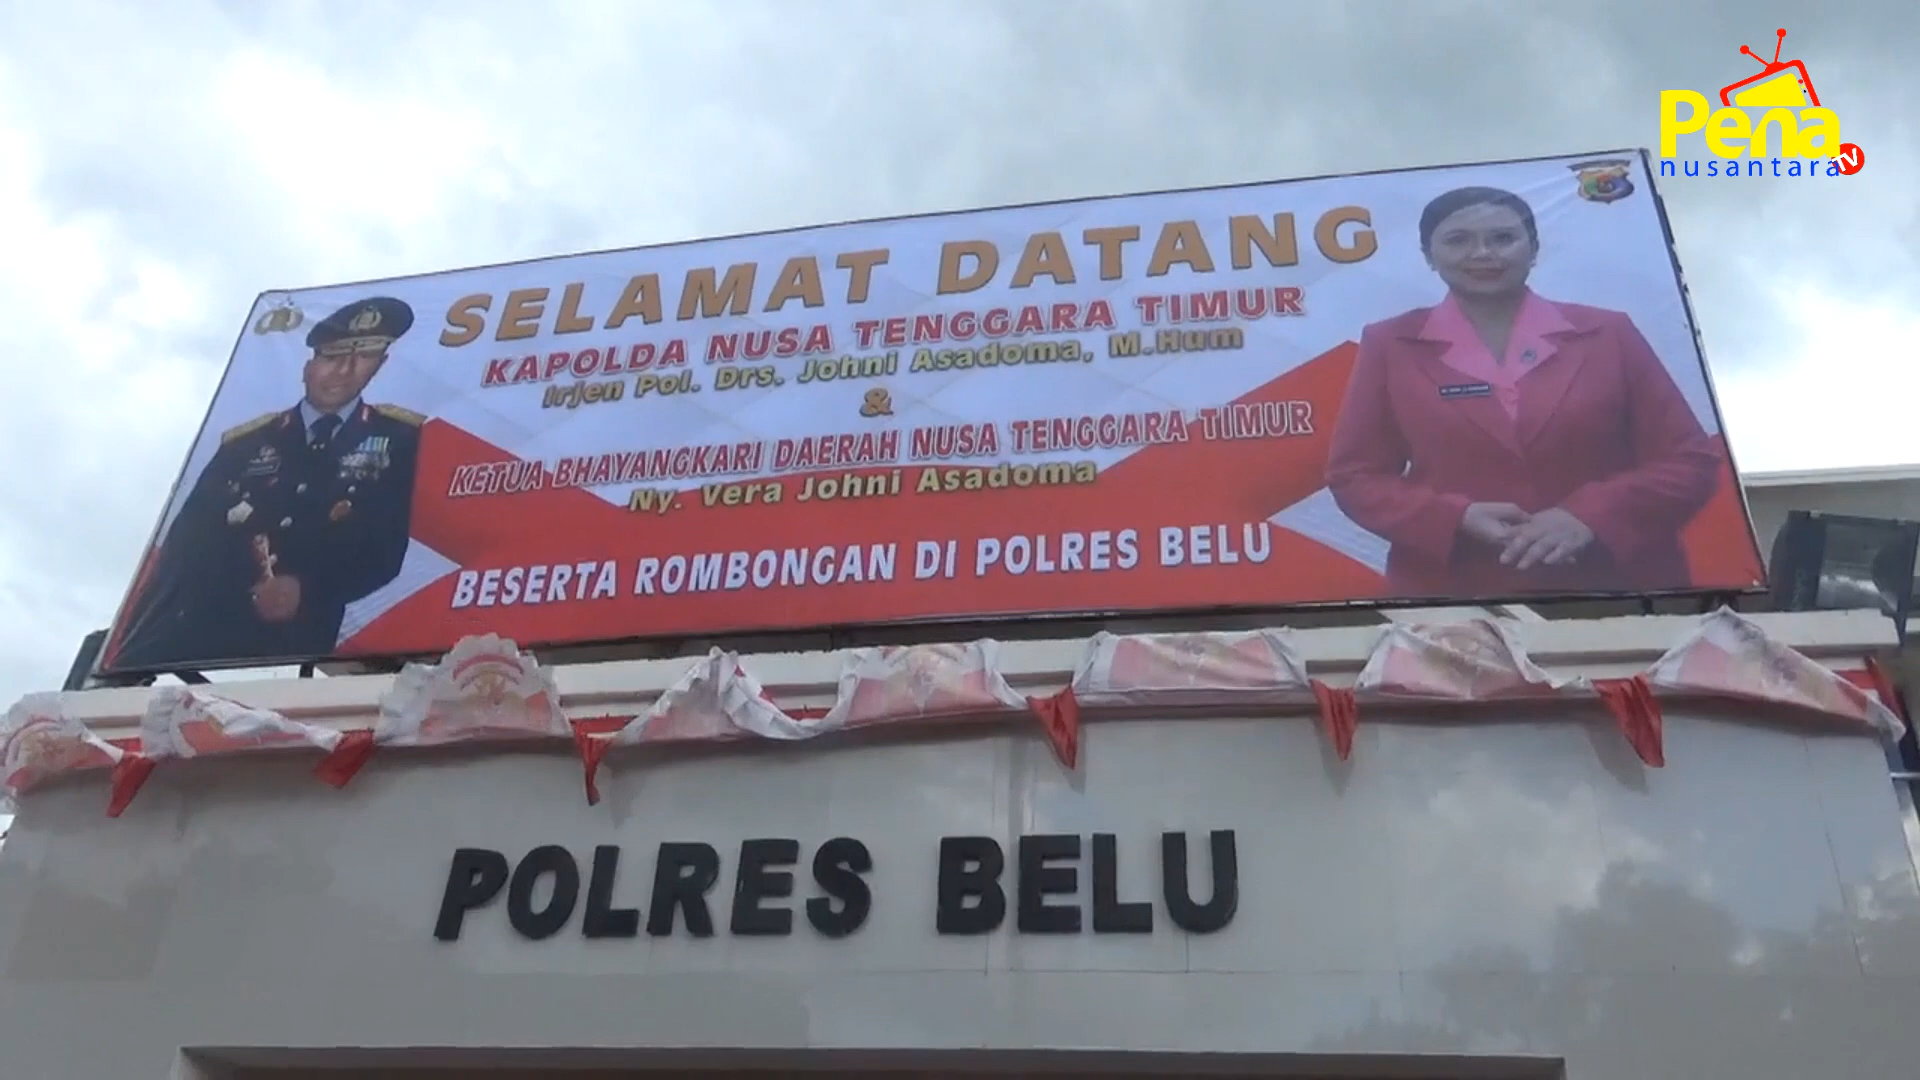 Pena
nusantara TV
SELAMAT DATANG
KAPOLDA NUSA TENGGARA TIMUR
Irjen Pol. Drs. Johni Asadoma, M.Hum
&
KETUA BHAYANGKARI DAERAH NUSA TENGGARA TIMUR
Ny. Vera Johni Asadoma
BESERTA ROMBONGAN DI POLRES BELU
POLRES BELU